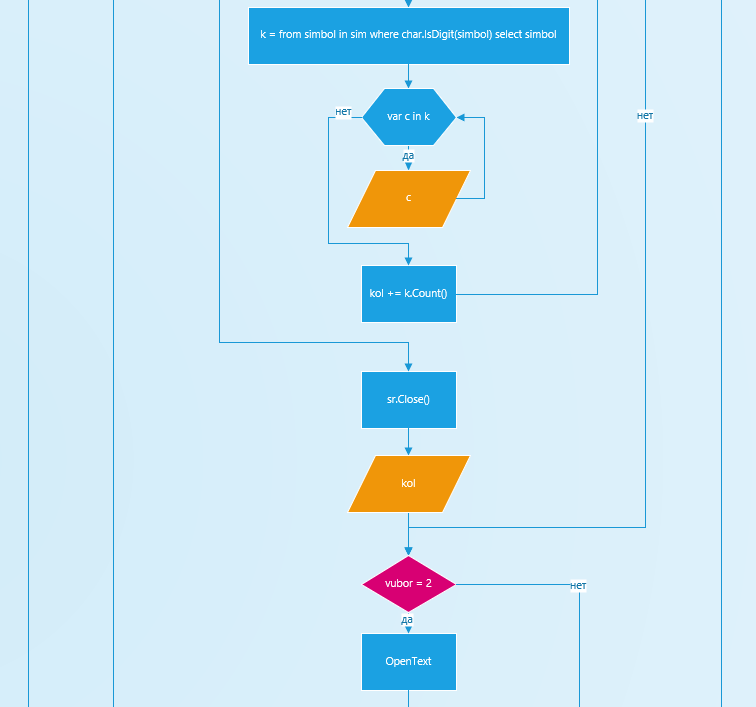 k = from simbol in sim where char.IsDigit(simbol) select simbol
нет
var c in k
нет
да
c
kol += k.Count()
sr.Close()
kol
vubor = 2
нет
да
OpenText